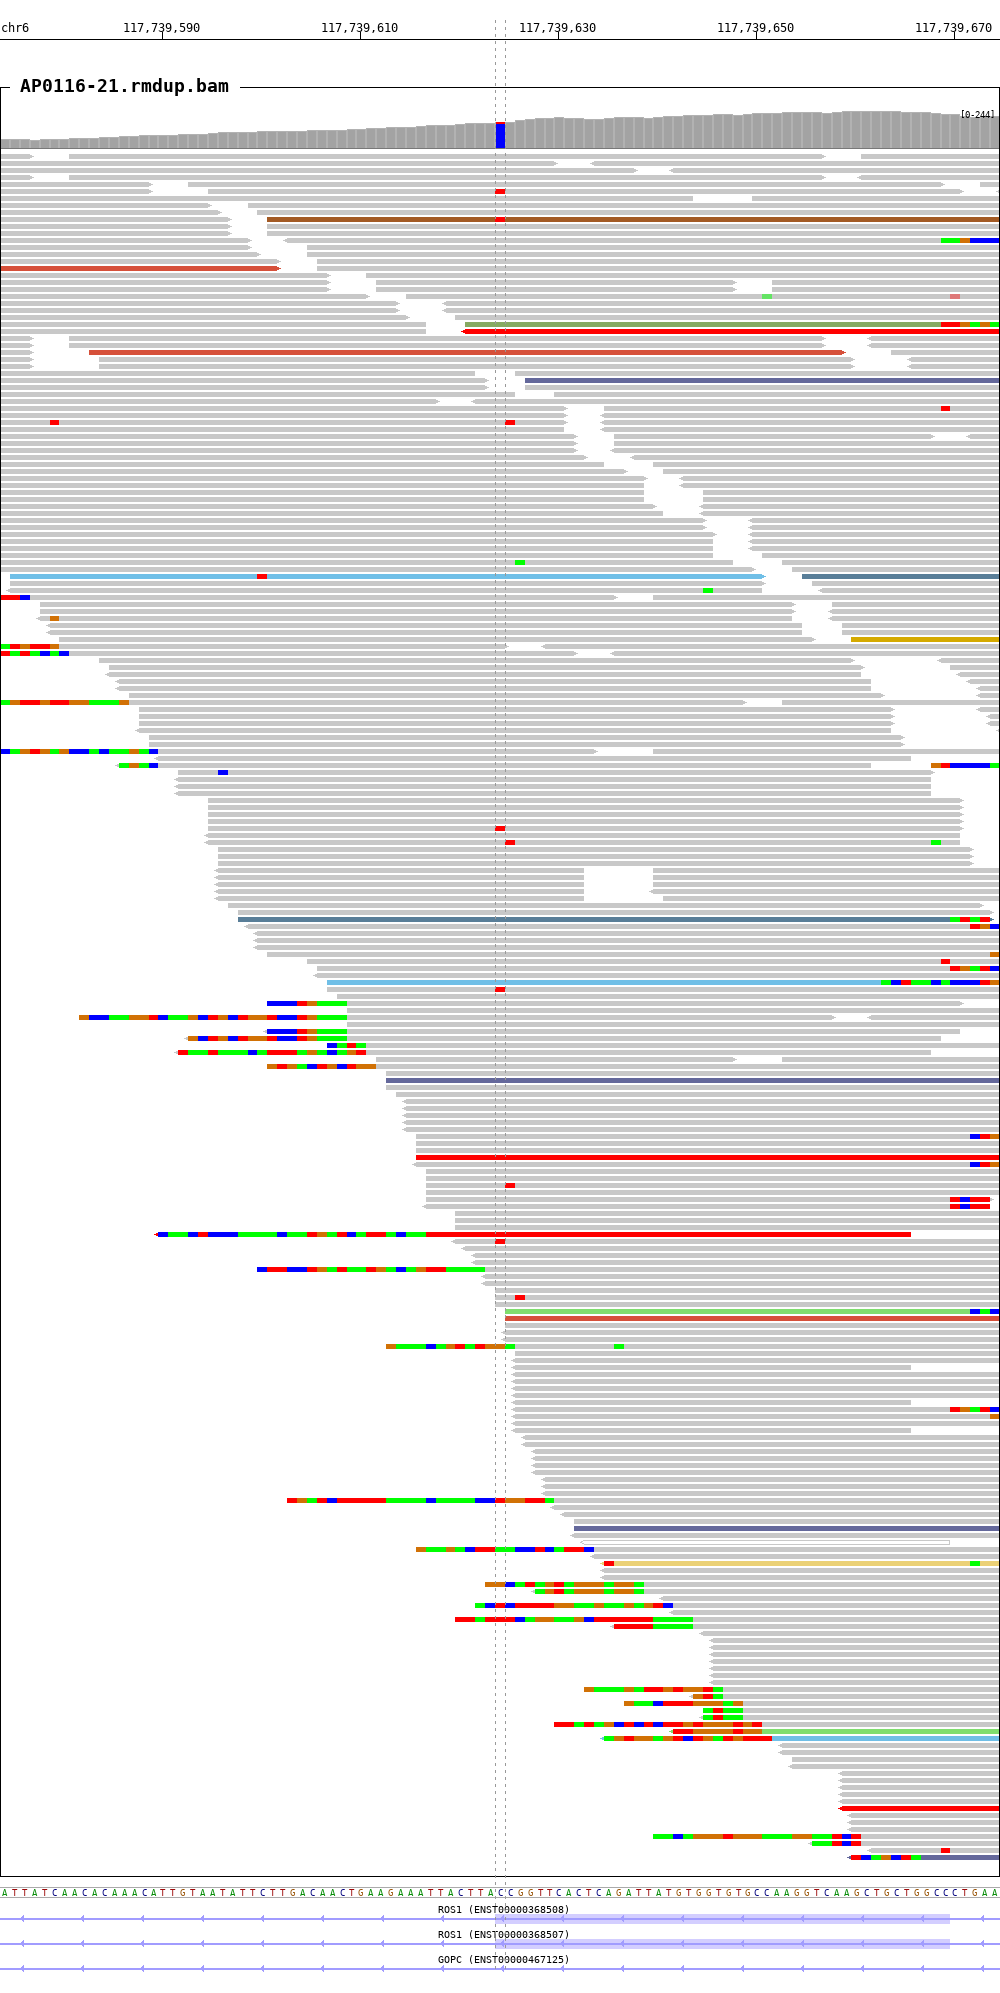 chr6 117,739,590 117,739,610 117,739,630 117,739,650 117,739,670
AP0116-21.rmdup.bam
[0-244]
ATTATCAACACAAACATTGTAATATTCTTGACAACTGAAGAAATTACTTACCGGTTCACTCAGATTATGTGGTGTGCCAAGGTCAAGCTGCTGGCCCTGAA
ROS1 (ENST00000368508)
ROS1 (ENST00000368507)
GOPC (ENST00000467125)